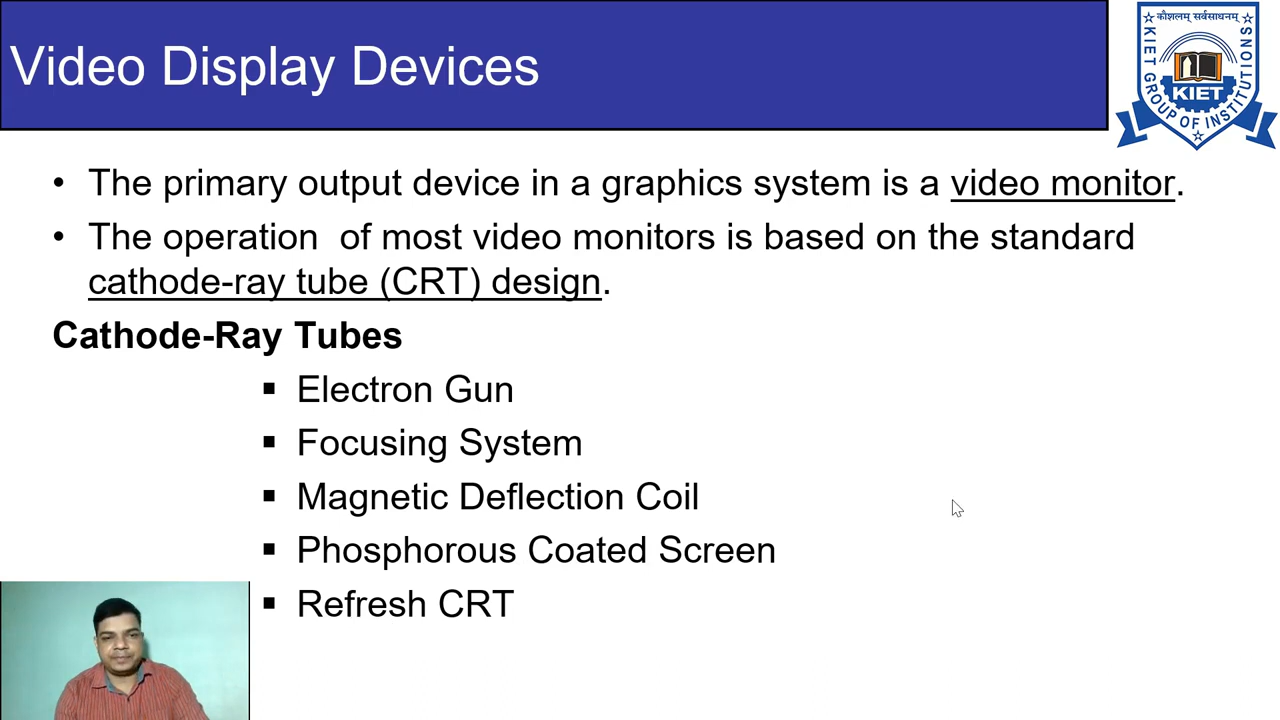 Video Display Devices
कौशलम् सर्वसाधनम्
KIET GROUP OF INSTITUTIONS
KIET
• The primary output device in a graphics system is a video monitor.
• The operation of most video monitors is based on the standard
cathode-ray tube (CRT) design.
Cathode-Ray Tubes
▪ Electron Gun
▪ Focusing System
▪ Magnetic Deflection Coil
▪ Phosphorous Coated Screen
▪ Refresh CRT